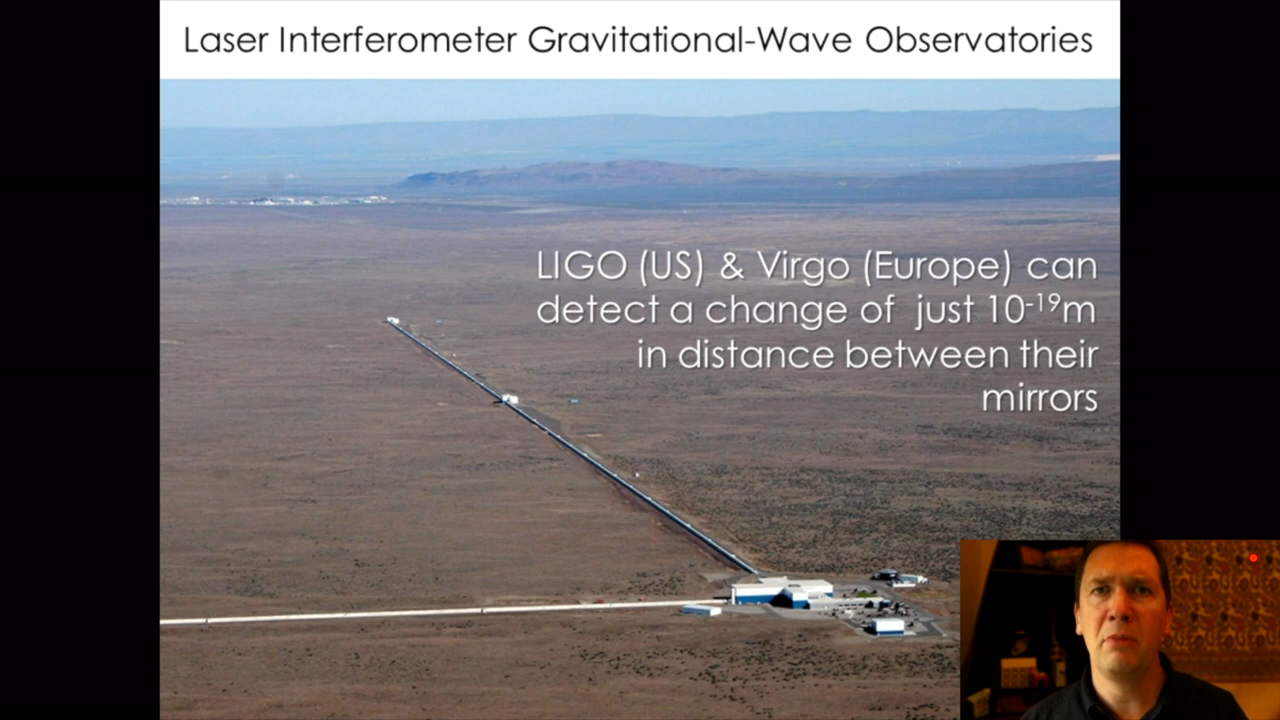 Laser Interferometer Gravitational-Wave Observatories
LIGO (US) & Virgo (Europe) can
detect a change of just 10⁻¹⁹m
in distance between their
mirrors